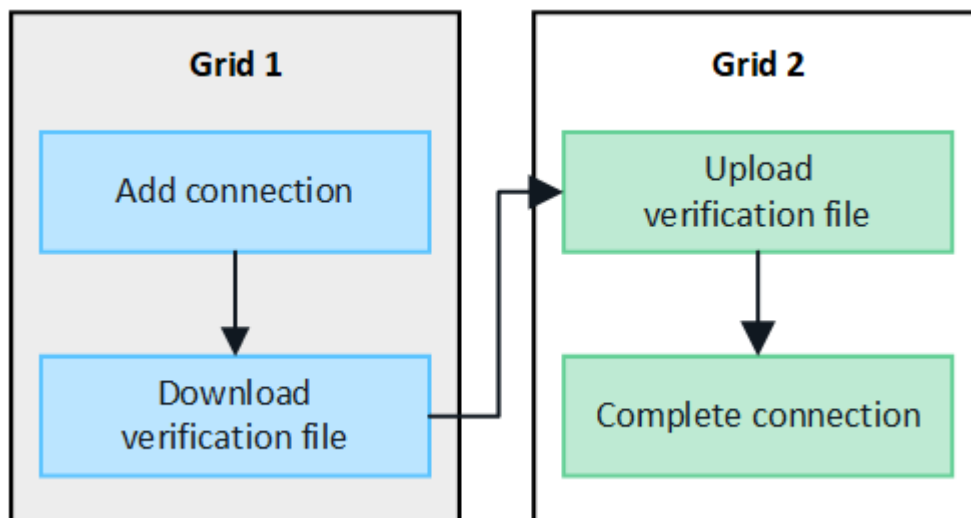 Grid 1
Add connection
Download
verification file
Grid 2
Upload
verification file
Complete connection